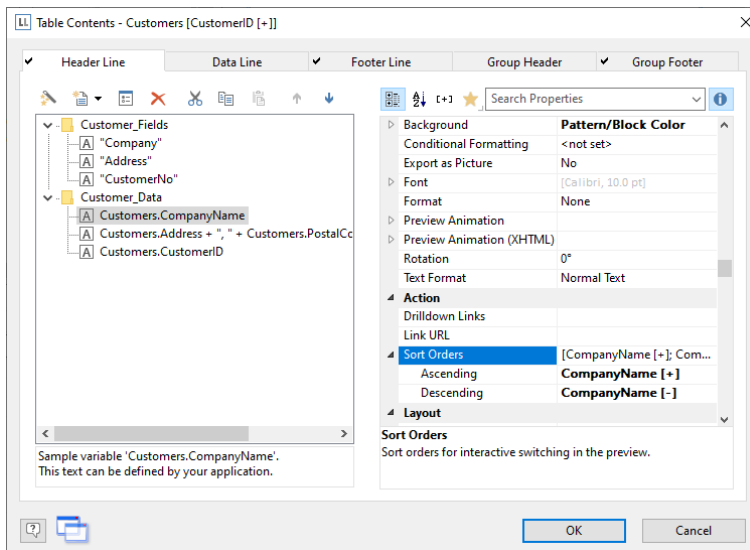 LL Table Contents - Customers [CustomerID [+]]
Header Line
Data Line
Footer Line
Group Header
Group Footer
Search Properties
Customer_Fields
A "Company"
A "Address"
A "CustomerNo"
Customer_Data
A Customers.CompanyName
A Customers.Address + ", " + Customers.PostalCc
A Customers.CustomerID
Sample variable 'Customers.CompanyName'.
This text can be defined by your application.
Background Pattern/Block Color
Conditional Formatting <not set>
Export as Picture No
Font [Calibri, 10.0 pt]
Format None
Preview Animation
Preview Animation (XHTML)
Rotation 0°
Text Format Normal Text
Action
Drilldown Links
Link URL
Sort Orders [CompanyName [+]; Com...
Ascending CompanyName [+]
Descending CompanyName [-]
Layout
Sort Orders
Sort orders for interactive switching in the preview.
OK
Cancel